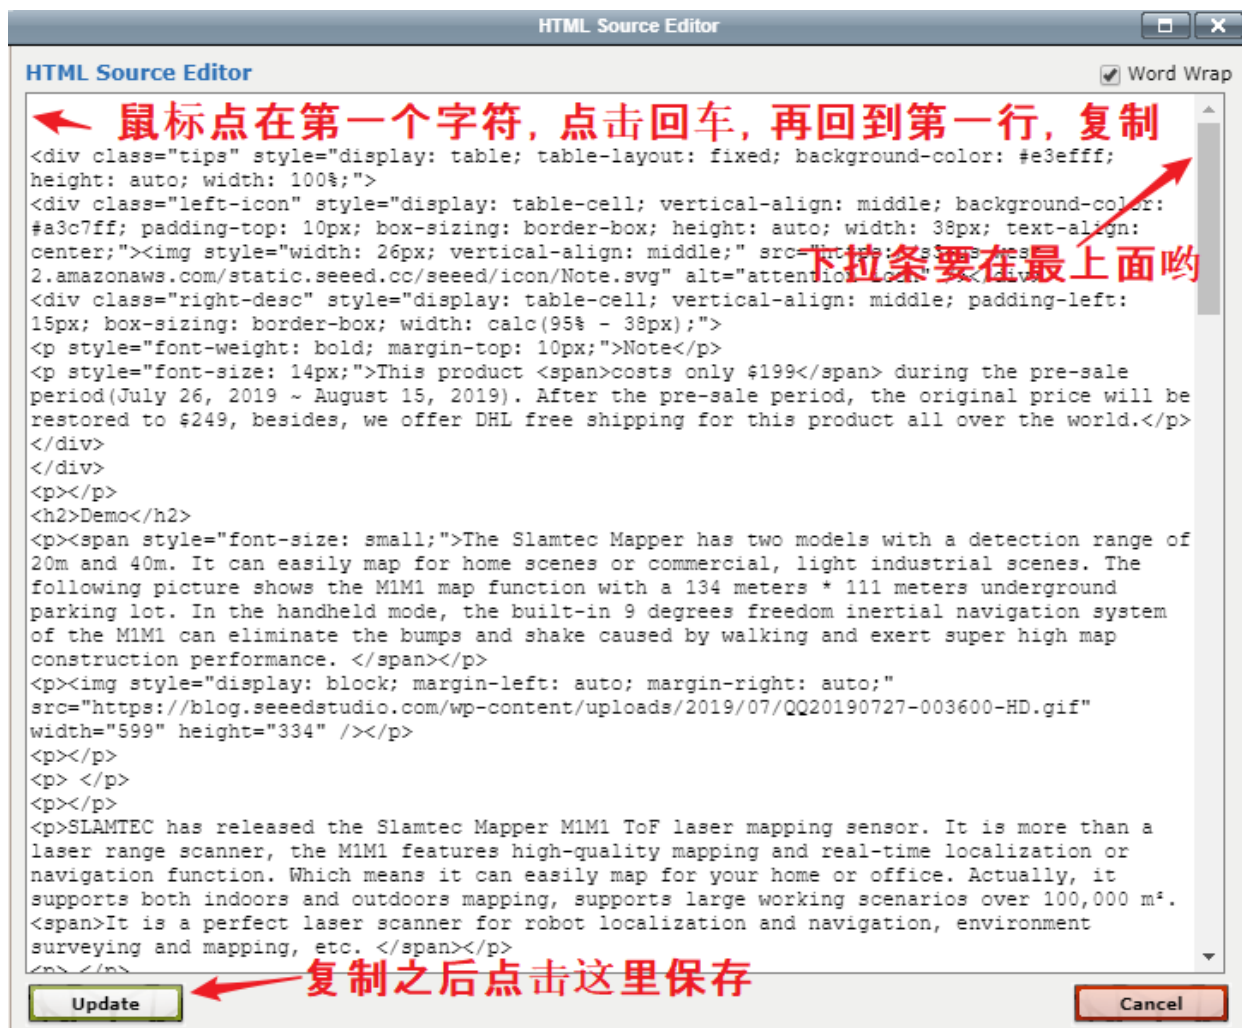 HTML Source Editor
HTML Source Editor
Word Wrap
鼠标点在第一个字符, 点击回车, 再回到第一行, 复制
<div class="tips" style="display: table; table-layout: fixed; background-color: #e3efff;
height: auto; width: 100%;">
<div class="left-icon" style="display: table-cell; vertical-align: middle; background-color:
#a3c7ff; padding-top: 10px; box-sizing: border-box; height: auto; width: 38px; text-align:
center;"><img style="width: 26px; vertical-align: middle;"
下拉条要在最上面哟
2.amazonaws.com/static.seeed.cc/seeed/icon/Note.svg"
<div class="right-desc" style="display: table-cell; vertical-align: middle; padding-left:
15px; box-sizing: border-box; width: calc(95% - 38px);">
<p style="font-weight: bold; margin-top: 10px;">Note</p>
<p style="font-size: 14px;">This product <span>costs only $199</span> during the pre-sale
period(July 26, 2019 ~ August 15, 2019). After the pre-sale period, the original price will be
restored to $249, besides, we offer DHL free shipping for this product all over the world.</p>
</div>
</div>
<p></p>
<h2>Demo</h2>
<p><span style="font-size: small;">The Slamtec Mapper has two models with a detection range of
20m and 40m. It can easily map for home scenes or commercial, light industrial scenes. The
following picture shows the M1M1 map function with a 134 meters * 111 meters underground
parking lot. In the handheld mode, the built-in 9 degrees freedom inertial navigation system
of the M1M1 can eliminate the bumps and shake caused by walking and exert super high map
construction performance. </span></p>
<p><img style="display: block; margin-left: auto; margin-right: auto;"
src="https://blog.seeedstudio.com/wp-content/uploads/2019/07/QQ20190727-003600-HD.gif"
width="599" height="334" /></p>
<p></p>
<p> </p>
<p></p>
<p>SLAMTEC has released the Slamtec Mapper M1M1 ToF laser mapping sensor. It is more than a
laser range scanner, the M1M1 features high-quality mapping and real-time localization or
navigation function. Which means it can easily map for your home or office. Actually, it
supports both indoors and outdoors mapping, supports large working scenarios over 100,000 m².
<span>It is a perfect laser scanner for robot localization and navigation, environment
surveying and mapping, etc. </span></p>
<p> </p>
复制之后点击这里保存
Update
Cancel